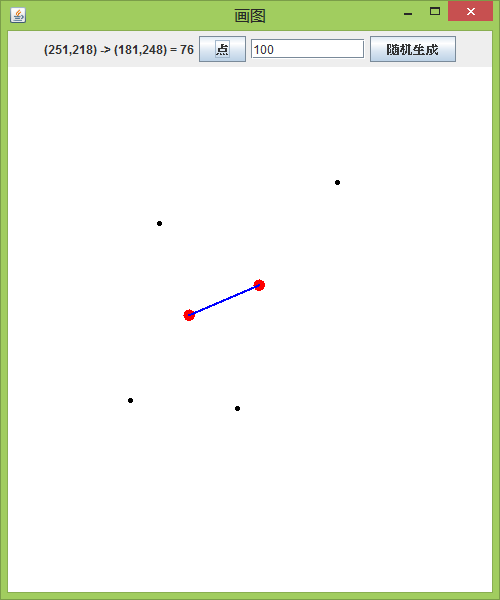 画图
(251,218) -> (181,248) = 76 点 100 随机生成